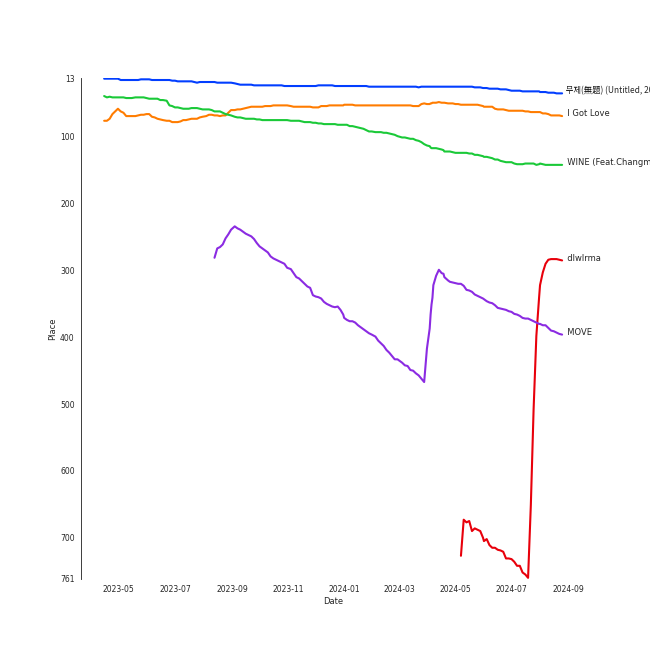 13
무제(無題) (Untitled, 20
I Got Love
100
WINE (Feat.Changm
200
dlwlrma
300
MOVE
Place
400
500
600
700
761
2023-05
2023-07
2023-09
2023-11
2024-01
2024-03
2024-05
2024-07
2024-09
Date